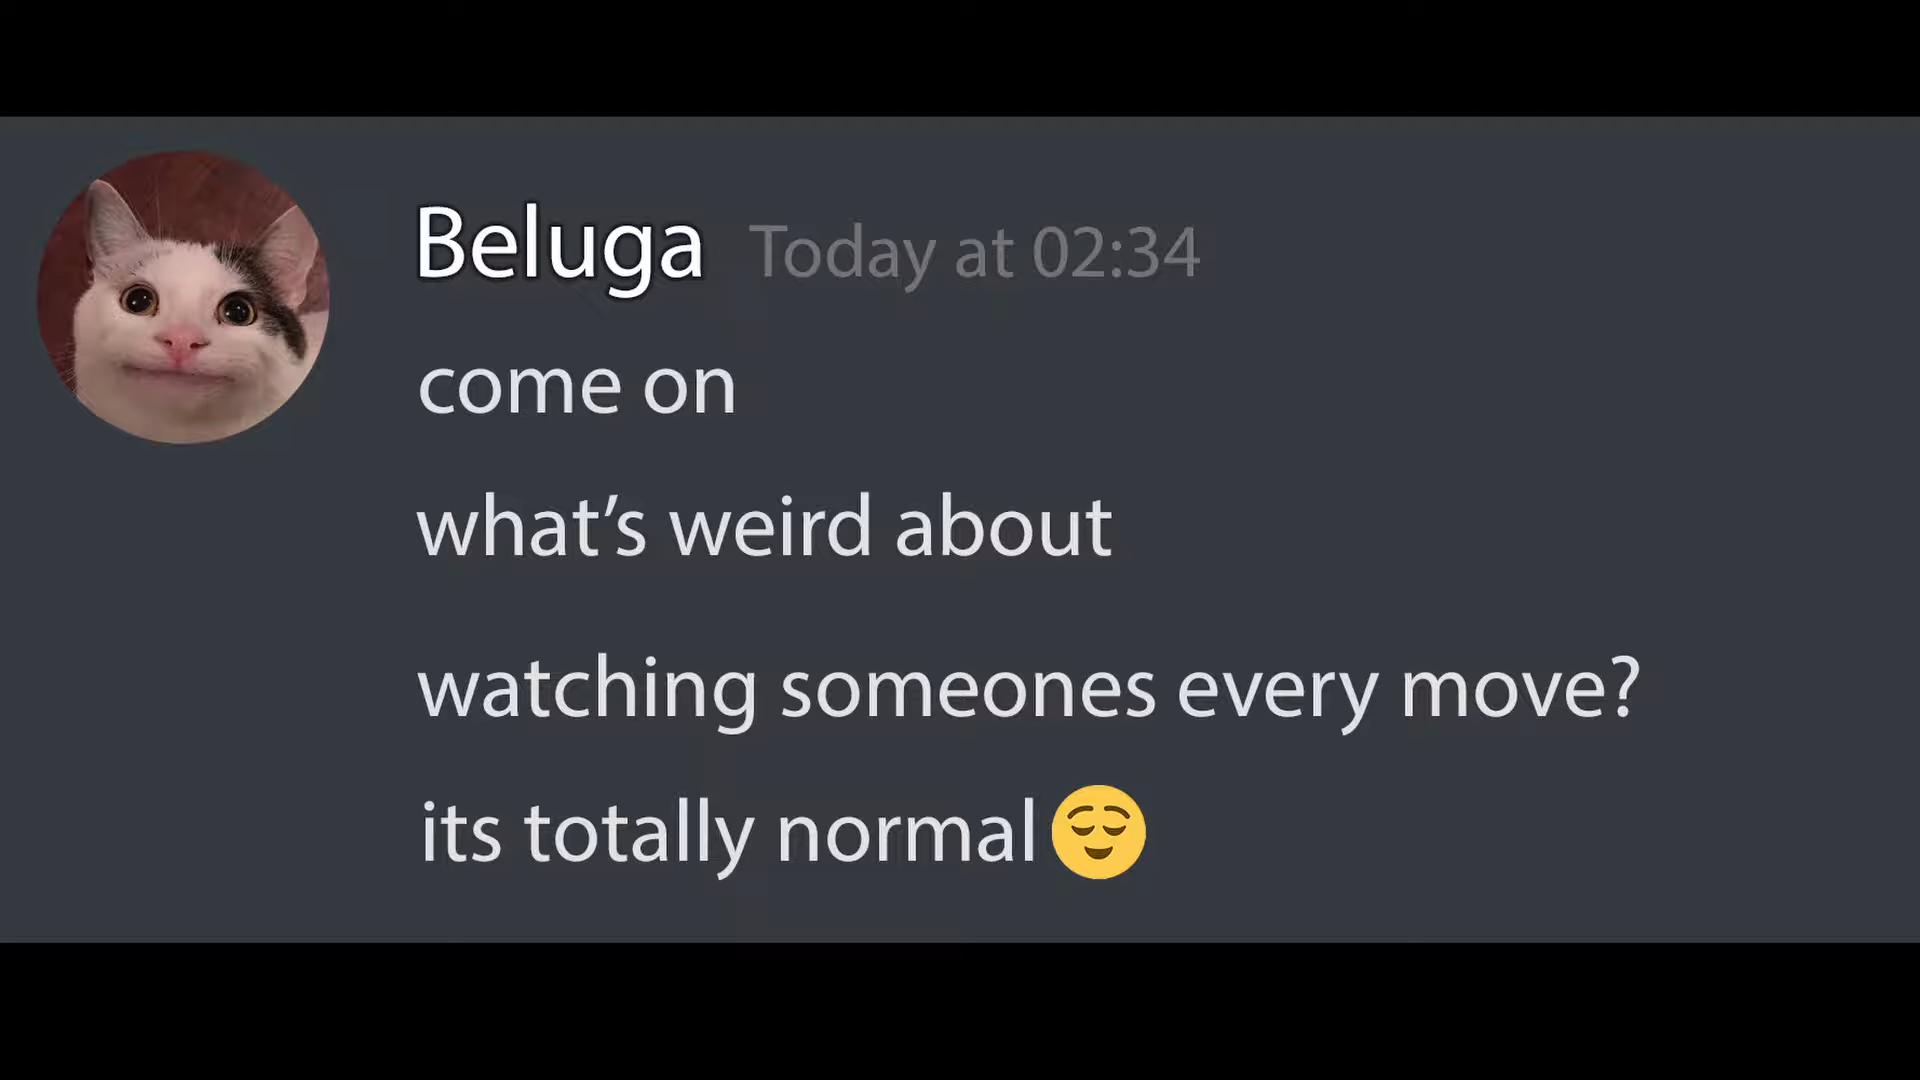 Beluga Today at 02:34
come on
what’s weird about
watching someones every move?
its totally normal 😌